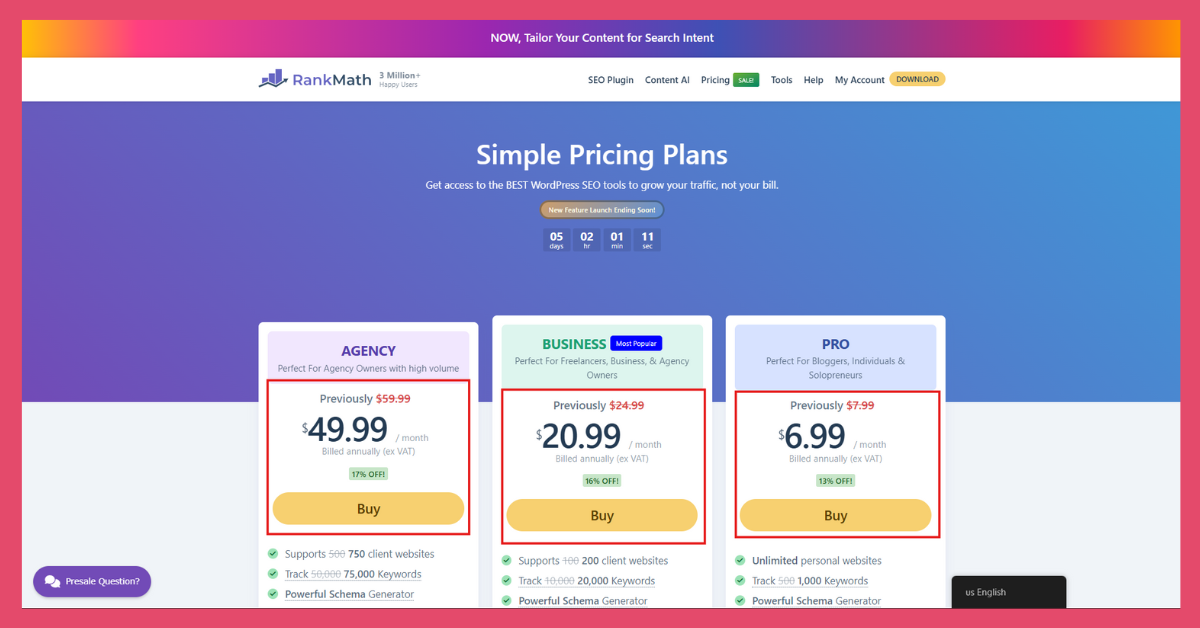 NOW, Tailor Your Content for Search Intent
RankMath
3 Million+
Happy Users
SEO Plugin Content AI Pricing SALE! Tools Help My Account DOWNLOAD
Simple Pricing Plans
Get access to the BEST WordPress SEO tools to grow your traffic, not your bill.
New Feature Launch Ending Soon!
05 02 01 11
days hr min sec
AGENCY
Perfect For Agency Owners with high volume
Previously $59.99
$49.99 / month
Billed annually (ex VAT)
17% OFF!
Buy
Supports 500 750 client websites
Track 50,000 75,000 Keywords
Powerful Schema Generator
BUSINESS Most Popular
Perfect For Freelancers, Business, & Agency
Owners
Previously $24.99
$20.99 / month
Billed annually (ex VAT)
16% OFF!
Buy
Supports 100 200 client websites
Track 10,000 20,000 Keywords
Powerful Schema Generator
PRO
Perfect For Bloggers, Individuals &
Solopreneurs
Previously $7.99
$6.99 / month
Billed annually (ex VAT)
13% OFF!
Buy
Unlimited personal websites
Track 500 1,000 Keywords
Powerful Schema Generator
Presale Question?
us English